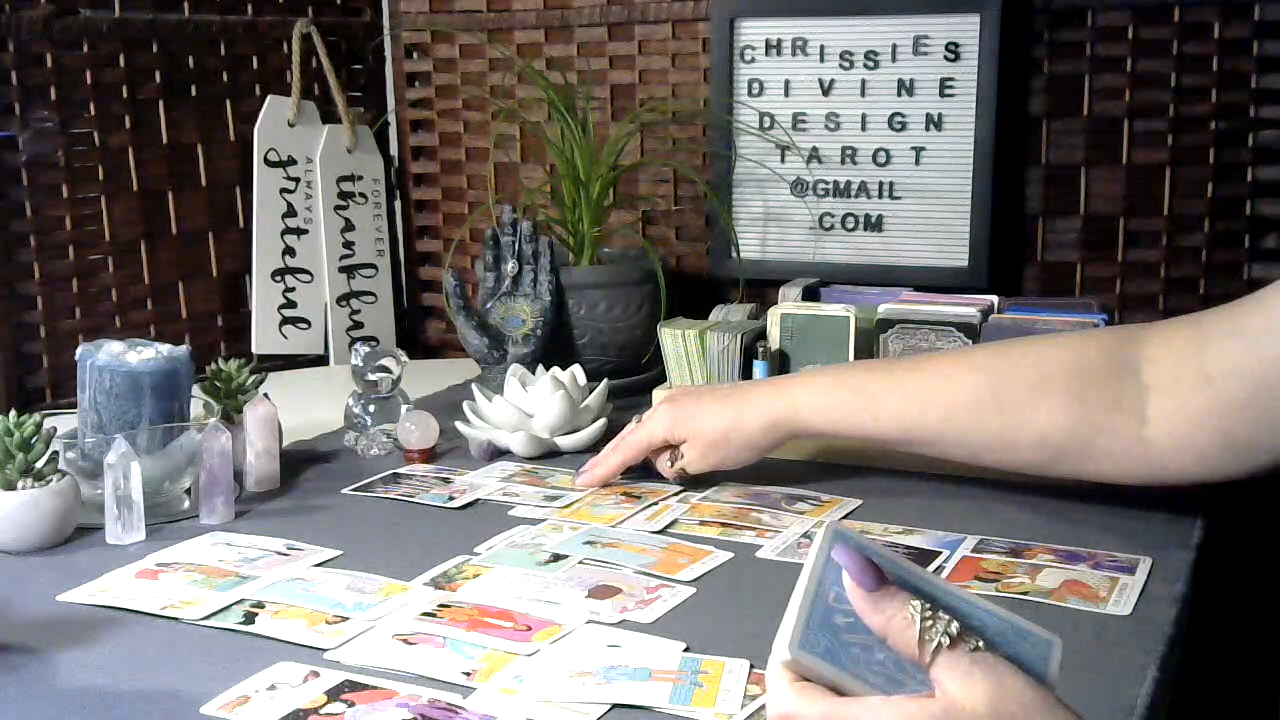 ALWAYS
grateful
FOREVER
thankful
CHRISSIES
DIVINE
DESIGN
TAROT
@GMAIL
.COM